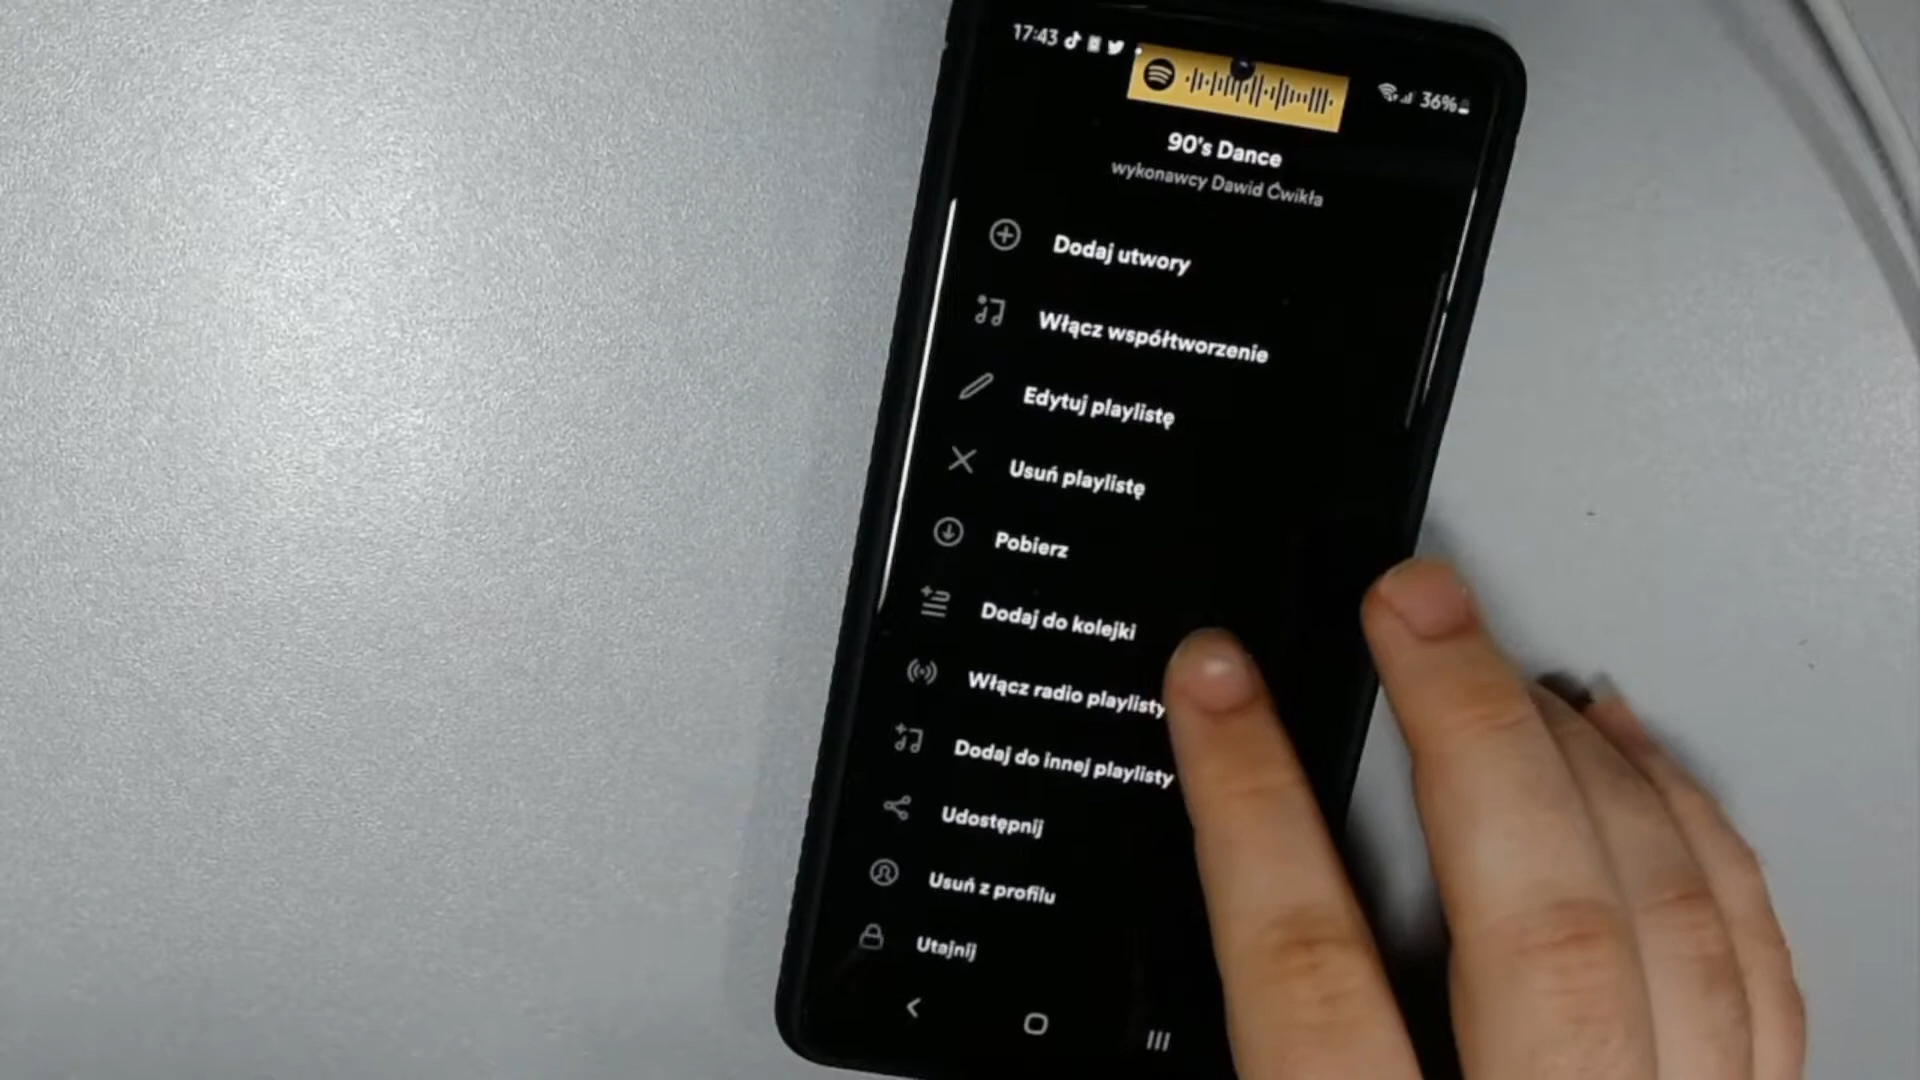 17:43
36%
90's Dance
wykonawcy Dawid Ćwikła
Dodaj utwory
Włącz współtworzenie
Edytuj playlistę
Usuń playlistę
Pobierz
Dodaj do kolejki
Włącz radio playlisty
Dodaj do innej playlisty
Udostępnij
Usuń z profilu
Utajnij